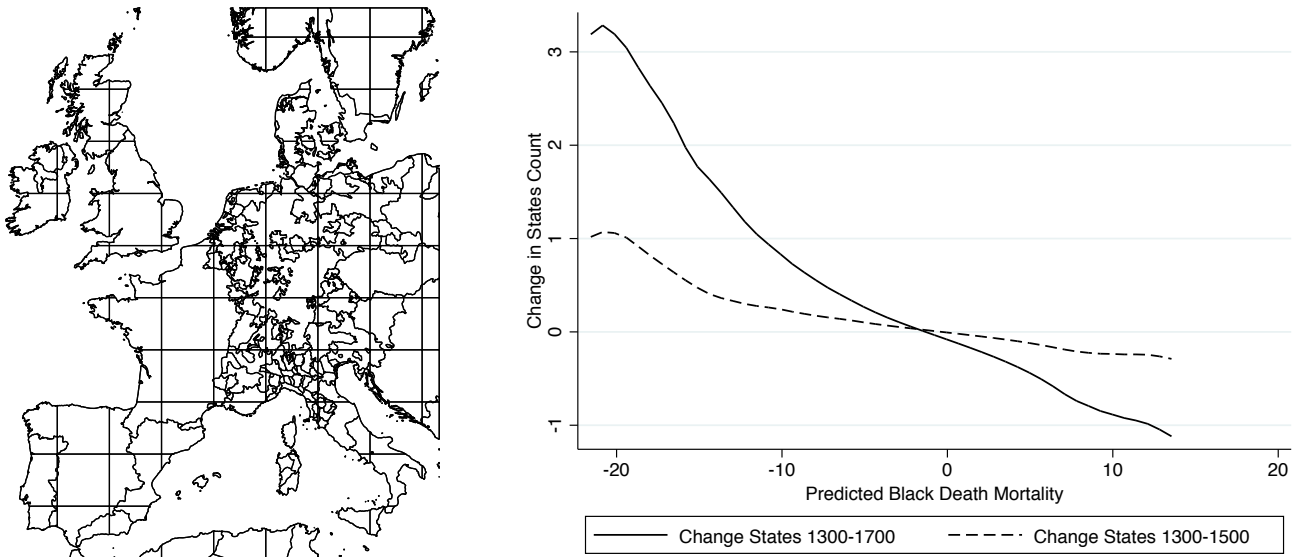 Change in States Count
3
2
1
0
-1
-20
-10
0
10
20
Predicted Black Death Mortality
Change States 1300-1700
Change States 1300-1500